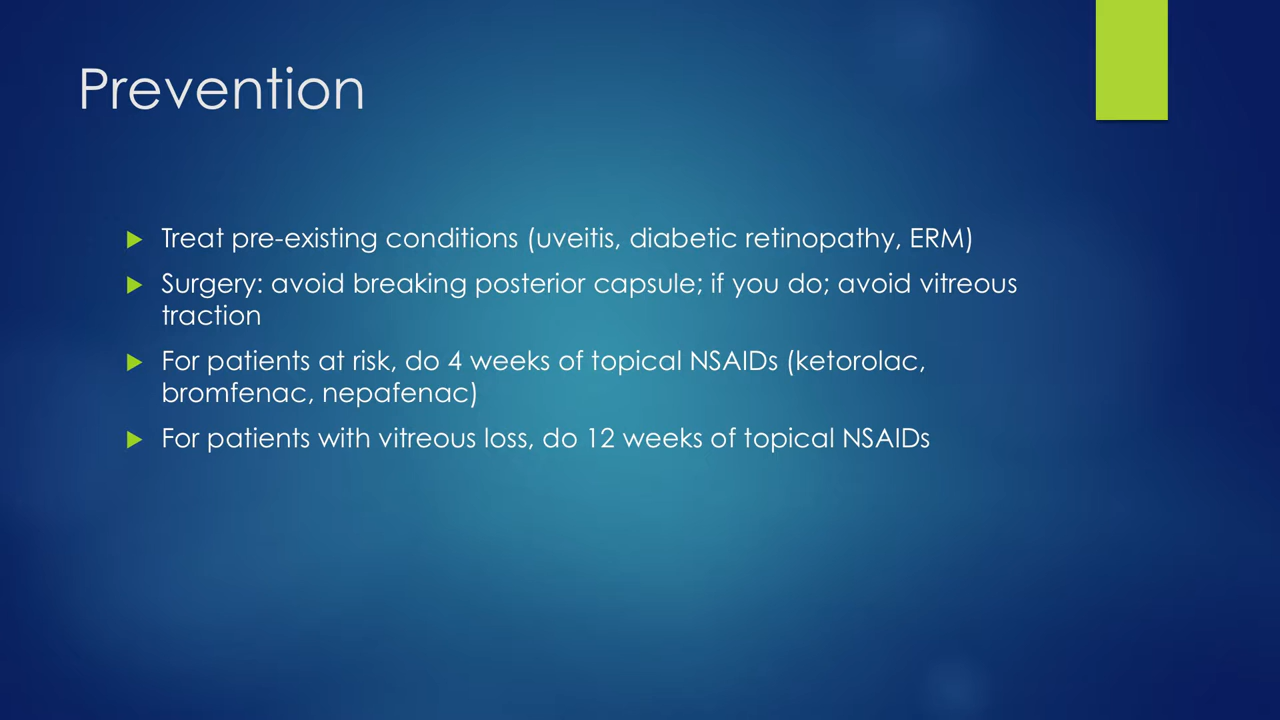 Prevention
Treat pre-existing conditions (uveitis, diabetic retinopathy, ERM)
Surgery: avoid breaking posterior capsule; if you do; avoid vitreous
traction
For patients at risk, do 4 weeks of topical NSAIDs (ketorolac,
bromfenac, nepafenac)
For patients with vitreous loss, do 12 weeks of topical NSAIDs